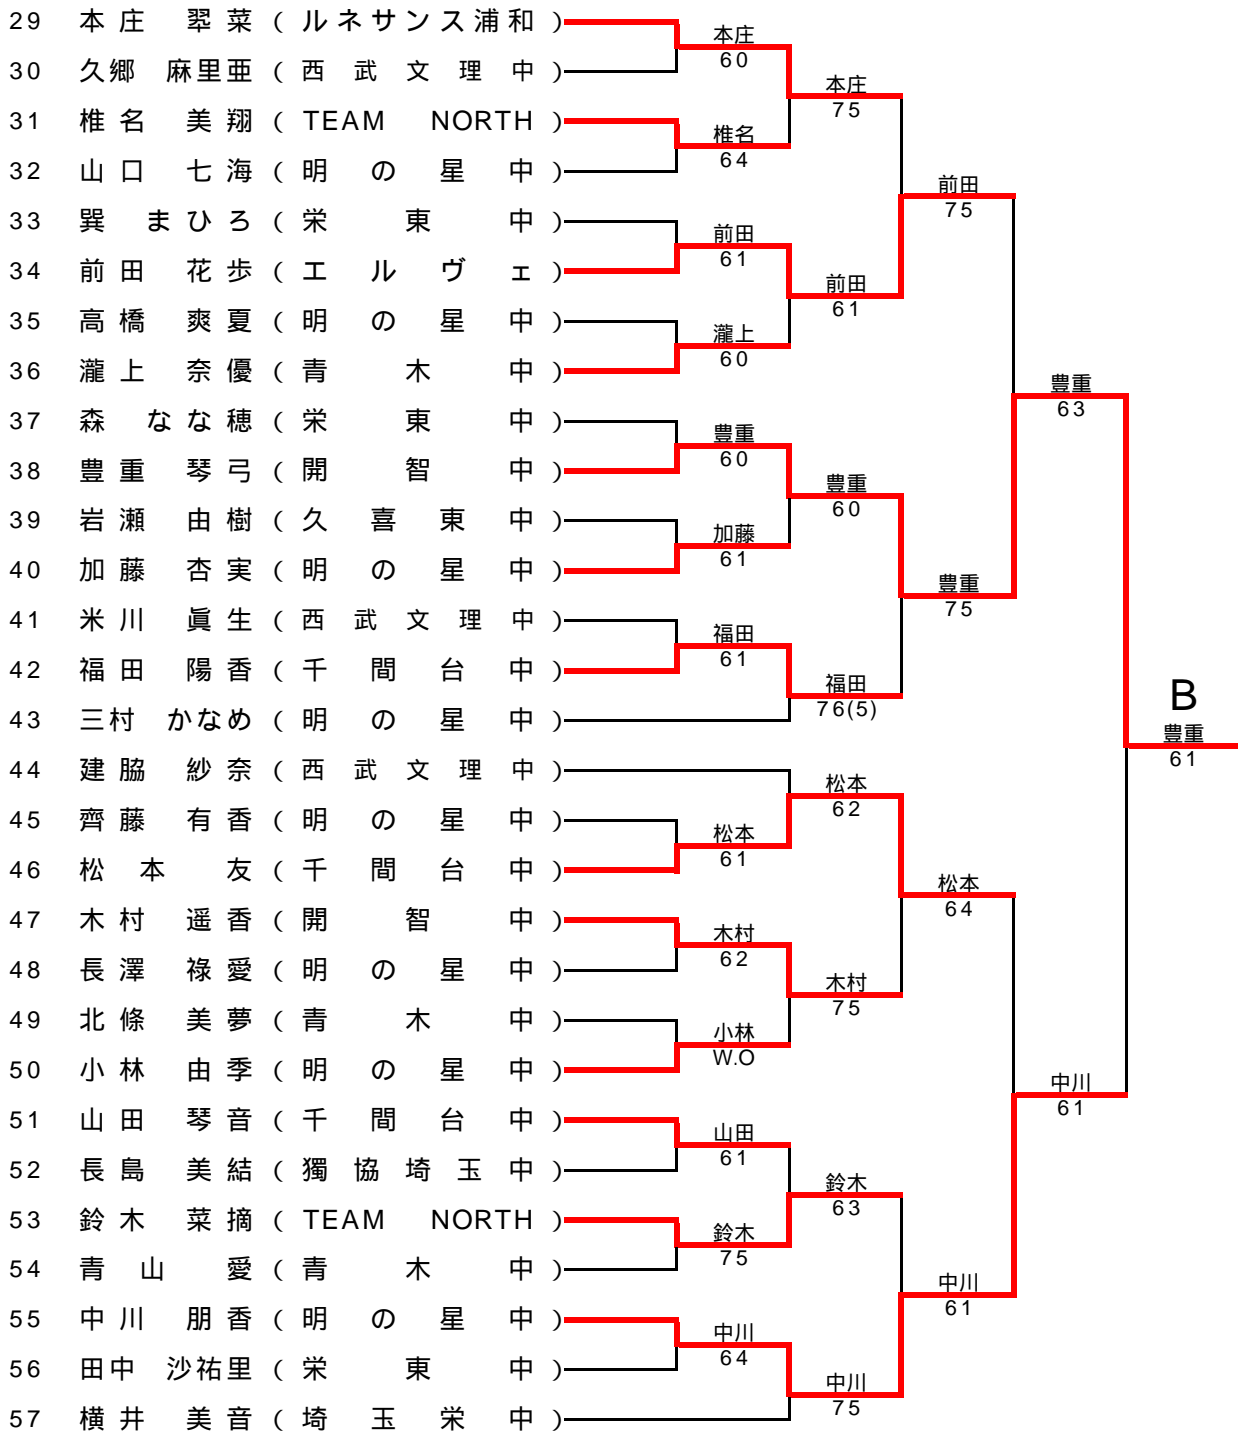 29 本庄 翠菜 ( ルネサンス浦和 )
本庄
60
30 久郷 麻里亜 ( 西武文理中 )
本庄
75
31 椎名 美翔 ( TEAM NORTH )
椎名
64
32 山口 七海 ( 明の星中 )
前田
75
33 巽 まひろ ( 栄東中 )
前田
61
34 前田 花歩 ( エルヴェ )
前田
61
35 高橋 爽夏 ( 明の星中 )
瀧上
60
36 瀧上 奈優 ( 青木中 )
豊重
63
37 森 なな穂 ( 栄東中 )
豊重
60
38 豊重 琴弓 ( 開智中 )
豊重
60
39 岩瀬 由樹 ( 久喜東中 )
加藤
61
40 加藤 杏実 ( 明の星中 )
豊重
75
41 米川 眞生 ( 西武文理中 )
福田
61
42 福田 陽香 ( 千間台中 )
福田
76(5)
43 三村 かなめ ( 明の星中 )
B
豊重
61
44 建脇 紗奈 ( 西武文理中 )
松本
62
45 齊藤 有香 ( 明の星中 )
松本
61
46 松本 友 ( 千間台中 )
松本
64
47 木村 遥香 ( 開智中 )
木村
62
48 長澤 祿愛 ( 明の星中 )
木村
75
49 北條 美夢 ( 青木中 )
小林
W.O
50 小林 由季 ( 明の星中 )
中川
61
51 山田 琴音 ( 千間台中 )
山田
61
52 長島 美結 ( 獨協埼玉中 )
鈴木
63
53 鈴木 菜摘 ( TEAM NORTH )
鈴木
75
54 青山 愛 ( 青木中 )
中川
61
55 中川 朋香 ( 明の星中 )
中川
64
56 田中 沙祐里 ( 栄東中 )
中川
75
57 横井 美音 ( 埼玉栄中 )